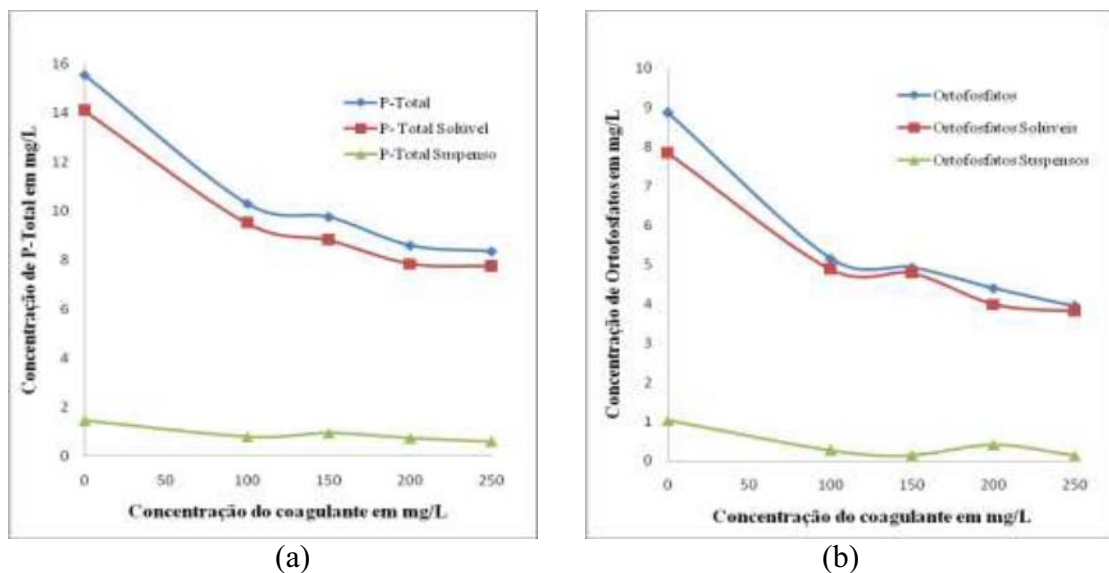 Concentração de P-Total em mg/L
16
14
12
10
8
6
4
2
0
P-Total
P- Total Solúvel
P-Total Suspenso
0 50 100 150 200 250
Concentração do coagulante em mg/L
(a)
Concentração de Ortofosfatos em mg/L
10
9
8
7
6
5
4
3
2
1
0
Ortofosfatos
Ortofosfatos Solúveis
Ortofosfatos Suspensos
0 50 100 150 200 250
Concentração do coagulante em mg/L
(b)